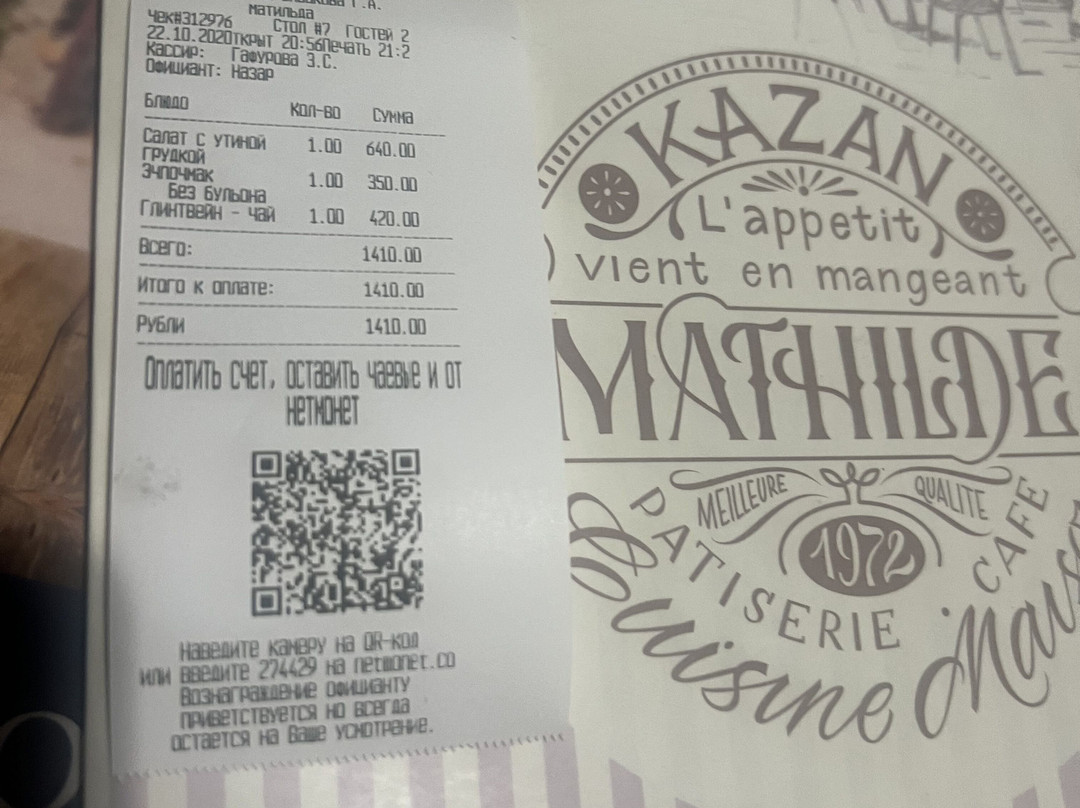 Матильда
Чек#312976 Стол #7 Гостей 2
22.10.2020Ткрыт 20:56Печать 21:2
Кассир: Гафурова З.С.
Официант: Назар
Блюдо Кол-во Сумма
Салат с утиной 1.00 640.00
грудкой
Эчпочмак 1.00 350.00
Без бульона
Глинтвейн - чай 1.00 420.00
Всего: 1410.00
Итого к оплате: 1410.00
Рубли 1410.00
Оплатить счет, оставить чаевые и от
нетмонет
Наведите камеру на QR-код
или введите 274429 на netmonet.co
Вознаграждение официанту
приветствуется но всегда
остается на Ваше усмотрение.
KAZAN
L'appetit
vient en mangeant
MATHILDE
MEILLEURE QUALITE
1972
PATISERIE · CAFE
Cuisine